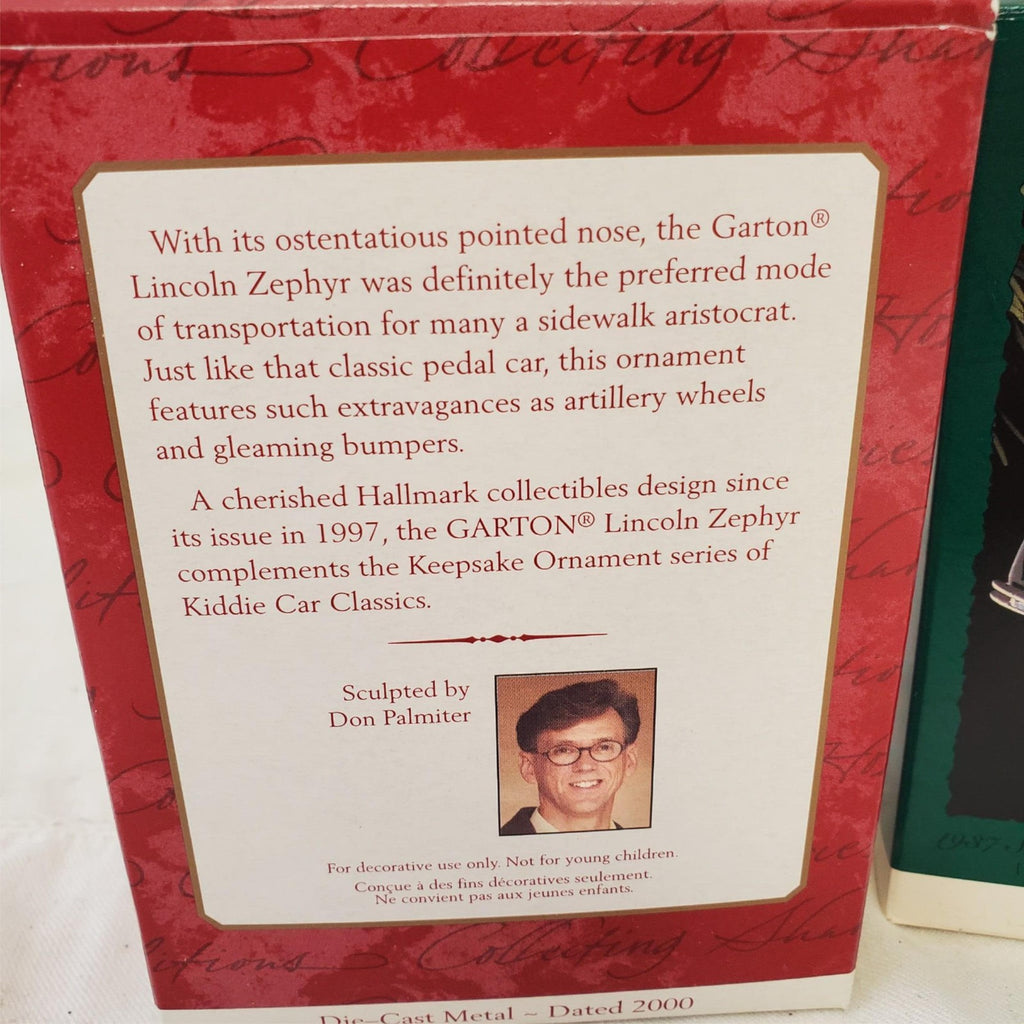 Collecting Shar
With its ostentatious pointed nose, the Garton®
Lincoln Zephyr was definitely the preferred mode
of transportation for many a sidewalk aristocrat.
Just like that classic pedal car, this ornament
features such extravagances as artillery wheels
and gleaming bumpers.
A cherished Hallmark collectibles design since
its issue in 1997, the GARTON® Lincoln Zephyr
complements the Keepsake Ornament series of
Kiddie Car Classics.
Sculpted by
Don Palmiter
For decorative use only. Not for young children.
Conçue à des fins décoratives seulement.
Ne convient pas aux jeunes enfants.
Collecting Shar
Die-Cast Metal ~ Dated 2000